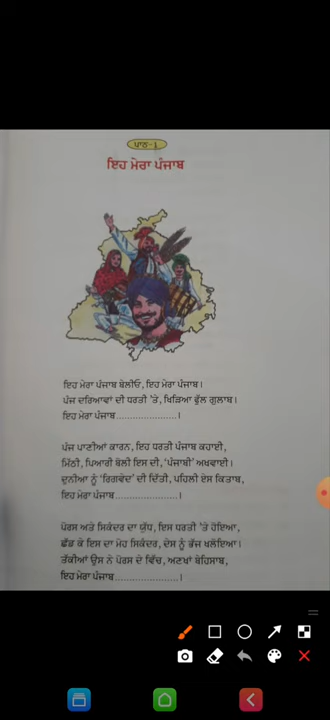 ਪਾਠ-1
ਇਹ ਮੇਰਾ ਪੰਜਾਬ
ਇਹ ਮੇਰਾ ਪੰਜਾਬ ਬੇਲੀਓ, ਇਹ ਮੇਰਾ ਪੰਜਾਬ।
ਪੰਜ ਦਰਿਆਵਾਂ ਦੀ ਧਰਤੀ 'ਤੇ, ਖਿੜਿਆ ਫੁੱਲ ਗੁਲਾਬ।
ਇਹ ਮੇਰਾ ਪੰਜਾਬ.....................।
ਪੰਜ ਪਾਣੀਆਂ ਕਾਰਨ, ਇਹ ਧਰਤੀ ਪੰਜਾਬ ਕਹਾਈ,
ਮਿੱਠੀ, ਪਿਆਰੀ ਬੋਲੀ ਇਸ ਦੀ, 'ਪੰਜਾਬੀ' ਅਖਵਾਈ।
ਦੁਨੀਆ ਨੂੰ 'ਰਿਗਵੇਦ' ਦੀ ਦਿੱਤੀ, ਪਹਿਲੀ ਏਸ ਕਿਤਾਬ,
ਇਹ ਮੇਰਾ ਪੰਜਾਬ.....................।
ਪੋਰਸ ਅਤੇ ਸਿਕੰਦਰ ਦਾ ਯੁੱਧ, ਇਸ ਧਰਤੀ 'ਤੇ ਹੋਇਆ,
ਛੱਡ ਕੇ ਇਸ ਦਾ ਮੋਹ ਸਿਕੰਦਰ, ਦੇਸ ਨੂੰ ਭੱਜ ਖਲੋਇਆ।
ਤੱਕੀਆਂ ਉਸ ਨੇ ਪੋਰਸ ਦੇ ਵਿੱਚ, ਅਣਖਾਂ ਬੇਹਿਸਾਬ,
ਇਹ ਮੇਰਾ ਪੰਜਾਬ......................।